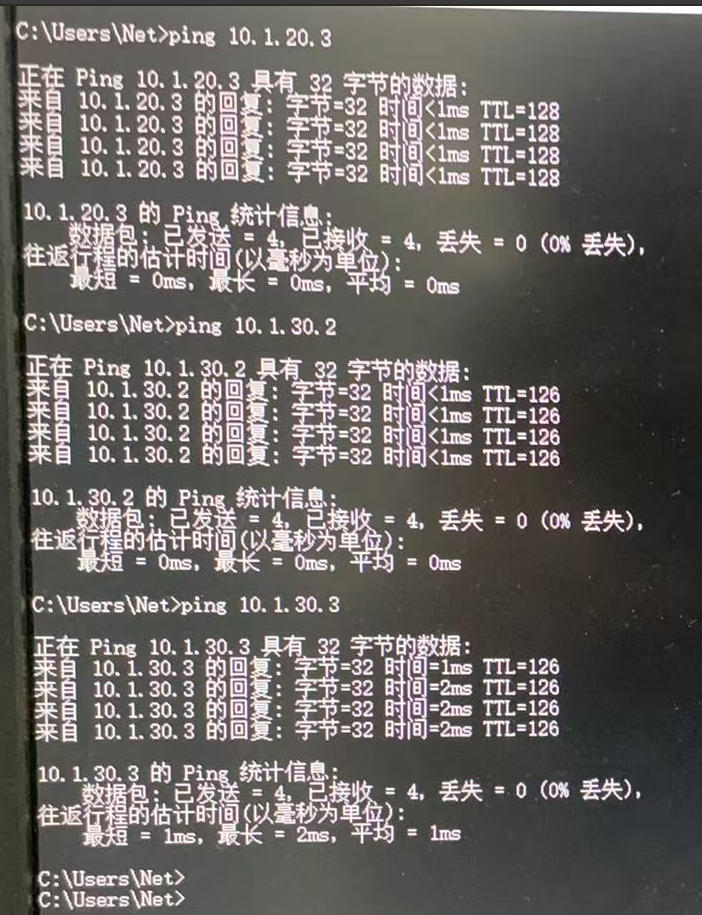 C:\Users\Net>ping 10.1.20.3
正在 Ping 10.1.20.3 具有 32 字节的数据:
来自 10.1.20.3 的回复: 字节=32 时间<1ms TTL=128
来自 10.1.20.3 的回复: 字节=32 时间<1ms TTL=128
来自 10.1.20.3 的回复: 字节=32 时间<1ms TTL=128
来自 10.1.20.3 的回复: 字节=32 时间<1ms TTL=128
10.1.20.3 的 Ping 统计信息:
数据包: 已发送 = 4, 已接收 = 4, 丢失 = 0 (0% 丢失),
往返行程的估计时间(以毫秒为单位):
最短 = 0ms, 最长 = 0ms, 平均 = 0ms
C:\Users\Net>ping 10.1.30.2
正在 Ping 10.1.30.2 具有 32 字节的数据:
来自 10.1.30.2 的回复: 字节=32 时间<1ms TTL=126
来自 10.1.30.2 的回复: 字节=32 时间<1ms TTL=126
来自 10.1.30.2 的回复: 字节=32 时间<1ms TTL=126
来自 10.1.30.2 的回复: 字节=32 时间<1ms TTL=126
10.1.30.2 的 Ping 统计信息:
数据包: 已发送 = 4, 已接收 = 4, 丢失 = 0 (0% 丢失),
往返行程的估计时间(以毫秒为单位):
最短 = 0ms, 最长 = 0ms, 平均 = 0ms
C:\Users\Net>ping 10.1.30.3
正在 Ping 10.1.30.3 具有 32 字节的数据:
来自 10.1.30.3 的回复: 字节=32 时间=1ms TTL=126
来自 10.1.30.3 的回复: 字节=32 时间=2ms TTL=126
来自 10.1.30.3 的回复: 字节=32 时间=2ms TTL=126
来自 10.1.30.3 的回复: 字节=32 时间=2ms TTL=126
10.1.30.3 的 Ping 统计信息:
数据包: 已发送 = 4, 已接收 = 4, 丢失 = 0 (0% 丢失),
往返行程的估计时间(以毫秒为单位):
最短 = 1ms, 最长 = 2ms, 平均 = 1ms
C:\Users\Net>
C:\Users\Net>